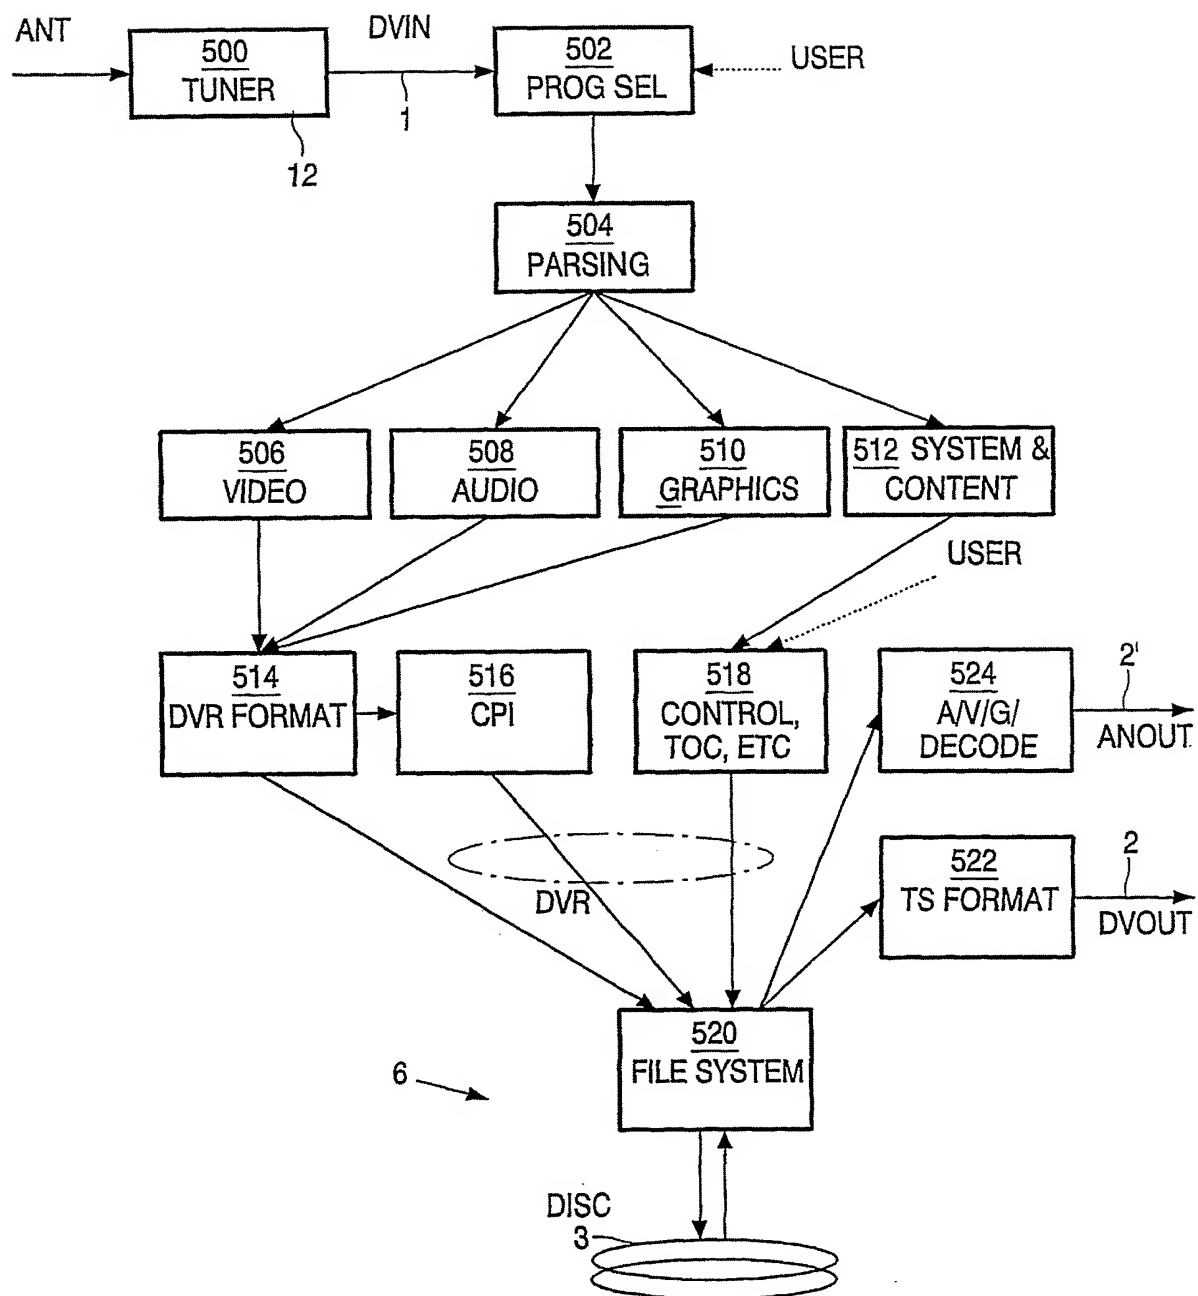 ANT
500
TUNER
12
DVIN
1
502
PROG SEL
USER
504
PARSING
506
VIDEO
508
AUDIO
510
GRAPHICS
512 SYSTEM &
CONTENT
USER
514
DVR FORMAT
516
CPI
518
CONTROL,
TOC, ETC
524
A/V/G/
DECODE
2'
ANOUT
DVR
522
TS FORMAT
2
DVOUT
520
FILE SYSTEM
6
DISC
3